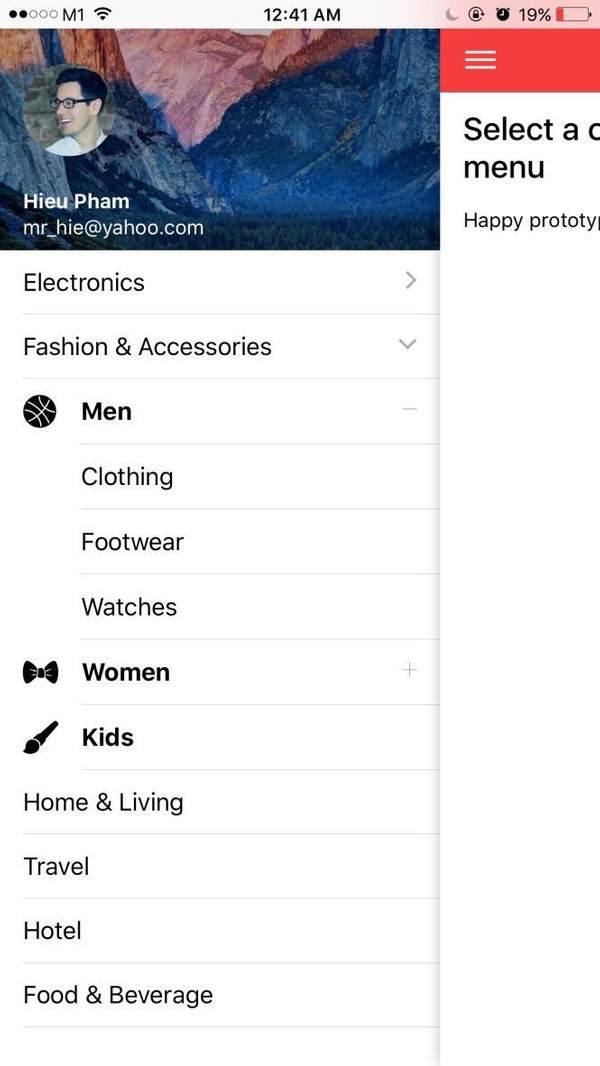 M1 12:41 AM 19%
Hieu Pham
mr_hie@yahoo.com
Electronics
Fashion & Accessories
Men
Clothing
Footwear
Watches
Women
Kids
Home & Living
Travel
Hotel
Food & Beverage
Select a
menu
Happy